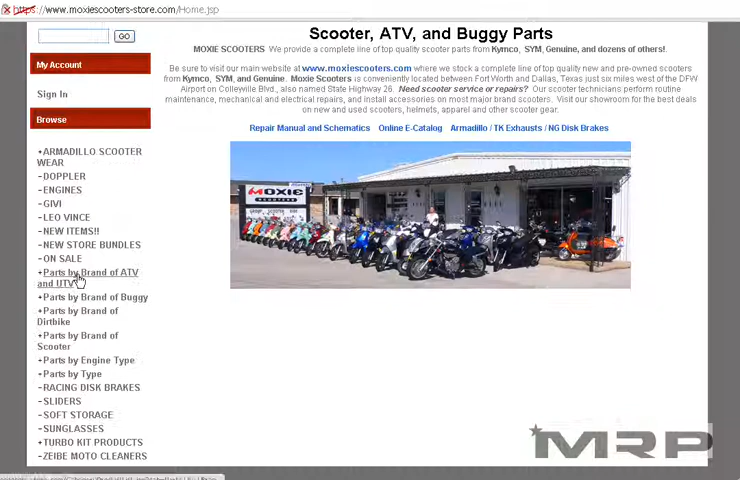 https://www.moxiescooters-store.com/Home.jsp
GO
My Account
Sign In
Browse
+ARMADILLO SCOOTER
WEAR
-DOPPLER
-ENGINES
-GIVI
-LEO VINCE
-NEW ITEMS!!
-NEW STORE BUNDLES
-ON SALE
+Parts by Brand of ATV
and UTV
+Parts by Brand of Buggy
+Parts by Brand of
Dirtbike
+Parts by Brand of
Scooter
+Parts by Engine Type
+Parts by Type
-RACING DISK BRAKES
-SLIDERS
-SOFT STORAGE
-SUNGLASSES
+TURBO KIT PRODUCTS
-ZEIBE MOTO CLEANERS
Scooter, ATV, and Buggy Parts
MOXIE SCOOTERS We provide a complete line of top quality scooter parts from Kymco, SYM, Genuine, and dozens of others!.
Be sure to visit our main website at www.moxiescooters.com where we stock a complete line of top quality new and pre-owned scooters
from Kymco, SYM, and Genuine. Moxie Scooters is conveniently located between Fort Worth and Dallas, Texas just six miles west of the DFW
Airport on Colleyville Blvd., also named State Highway 26. Need scooter service or repairs? Our scooter technicians perform routine
maintenance, mechanical and electrical repairs, and install accessories on most major brand scooters. Visit our showroom for the best deals
on new and used scooters, helmets, apparel and other scooter gear.
Repair Manual and Schematics Online E-Catalog Armadillo / TK Exhausts / NG Disk Brakes
MOXIE
SCOOTERS
MRP